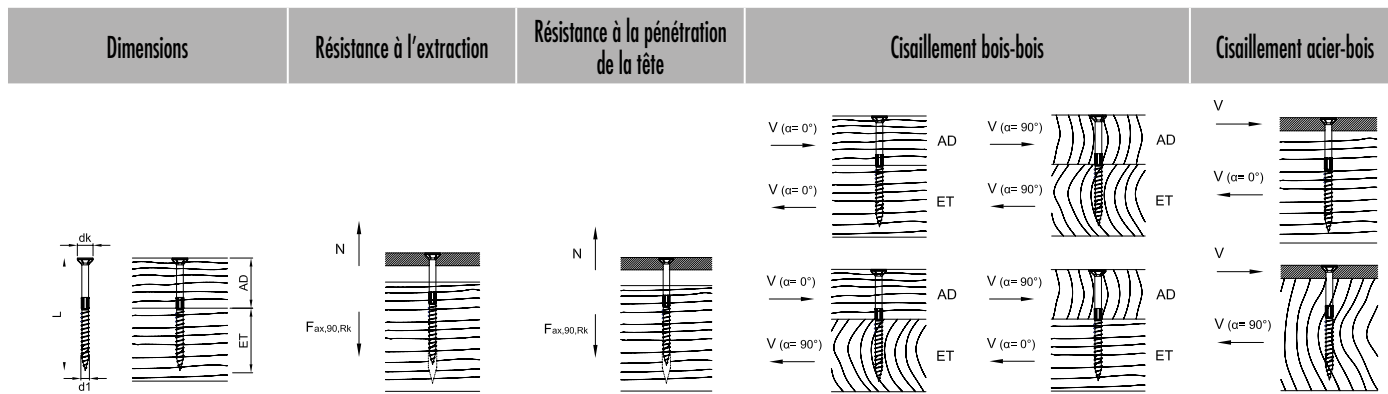 Dimensions
Résistance à l'extraction
Résistance à la pénétration
de la tête
Cisaillement bois-bois
Cisaillement acier-bois
dk
L
d1
AD
ET
N
Fax,90,Rk
N
Fax,90,Rk
V (α= 0°)
AD
V (α= 0°)
ET
V (α= 90°)
AD
V (α= 90°)
ET
V (α= 0°)
AD
V (α= 90°)
ET
V (α= 90°)
AD
V (α= 0°)
ET
V
V (α= 0°)
V
V (α= 90°)